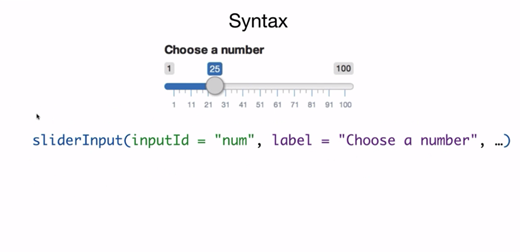 Syntax
Choose a number
1 25 100
1 11 21 31 41 51 61 71 81 91 100
sliderInput(inputId = "num", label = "Choose a number", …)